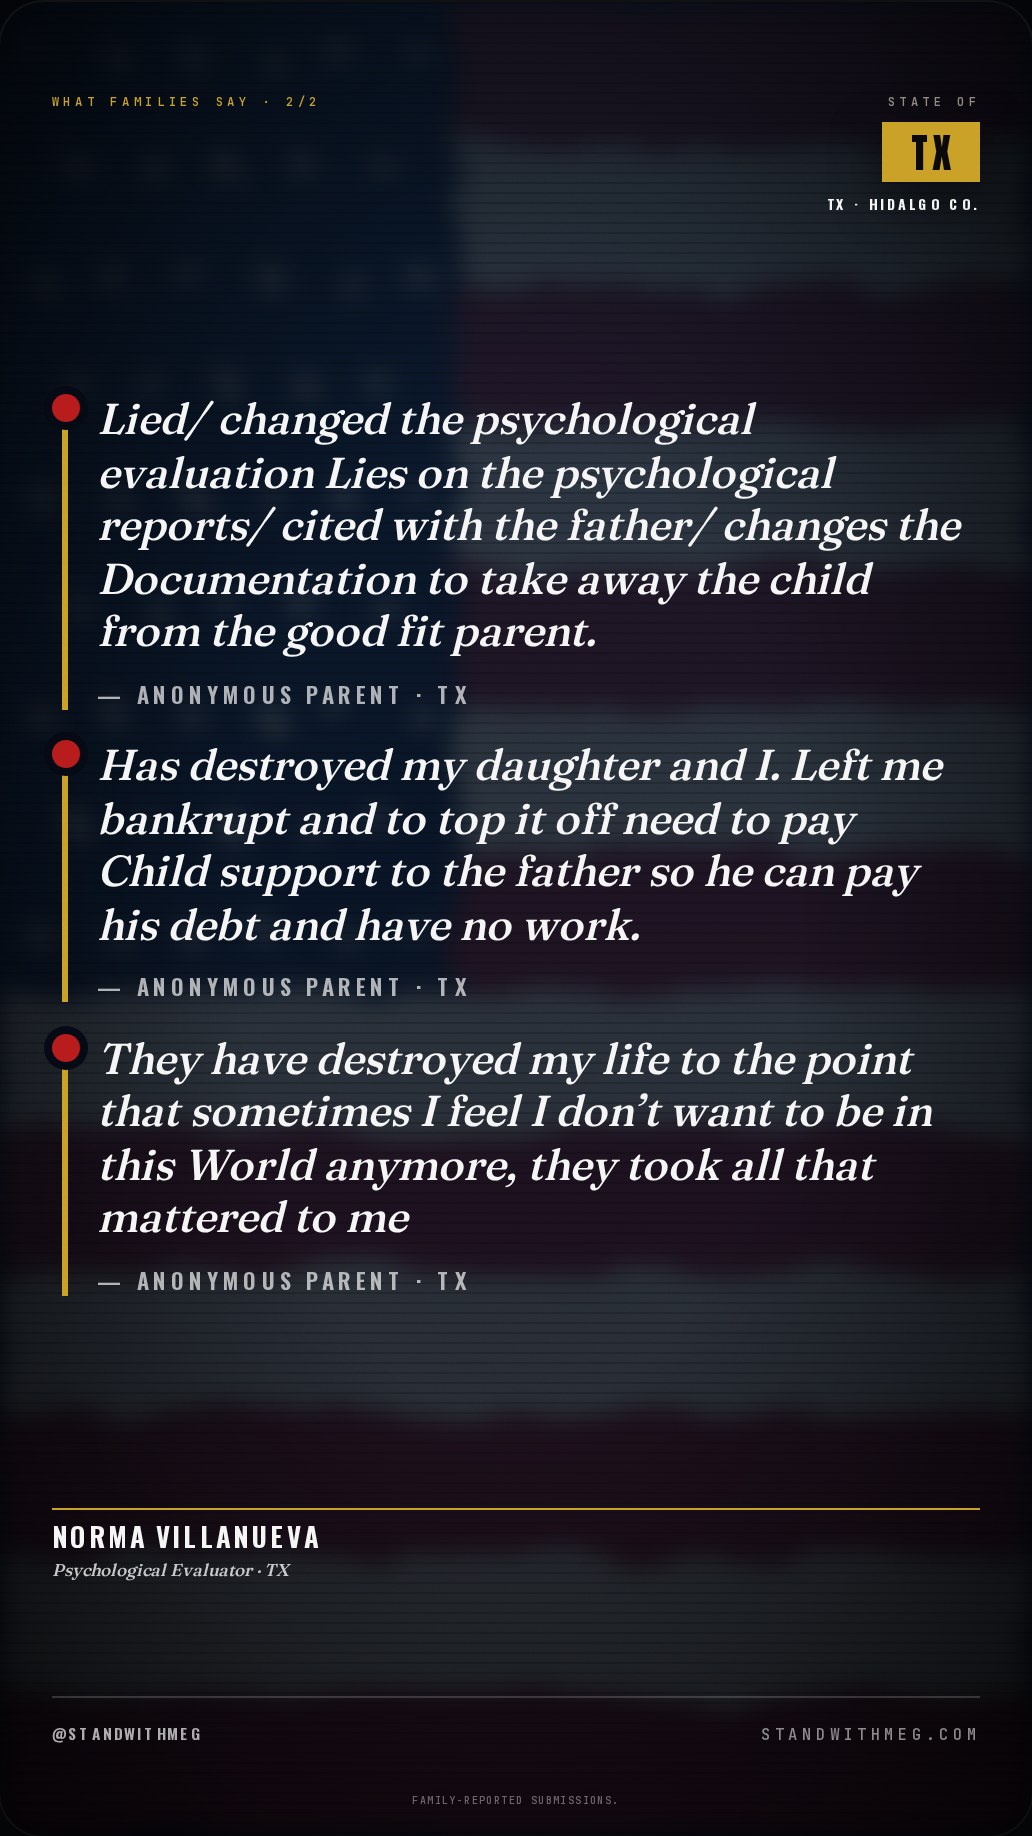 WHAT FAMILIES SAY · 2/2
STATE OF
TX
TX · HIDALGO CO.
Lied/ changed the psychological
evaluation Lies on the psychological
reports/ cited with the father/ changes the
Documentation to take away the child
from the good fit parent.
— ANONYMOUS PARENT · TX
Has destroyed my daughter and I. Left me
bankrupt and to top it off need to pay
Child support to the father so he can pay
his debt and have no work.
— ANONYMOUS PARENT · TX
They have destroyed my life to the point
that sometimes I feel I don’t want to be in
this World anymore, they took all that
mattered to me
— ANONYMOUS PARENT · TX
NORMA VILLANUEVA
Psychological Evaluator · TX
@STANDWITHMEG
STANDWITHMEG.COM
FAMILY-REPORTED SUBMISSIONS.